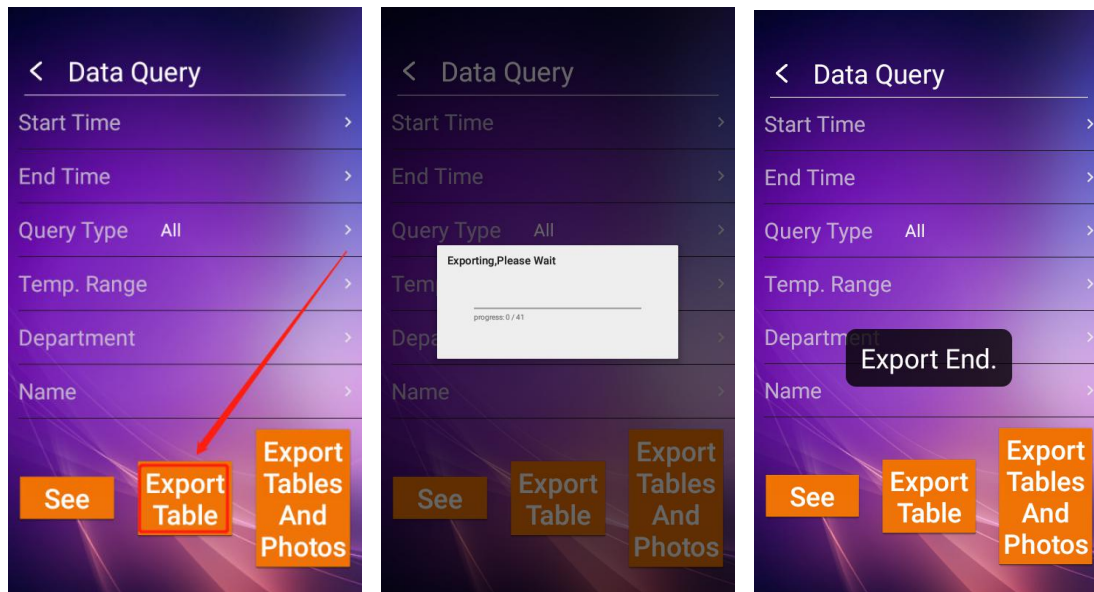 Data Query
Start Time
End Time
Query Type All
Temp. Range
Department
Name
See
Export
Table
Export
Tables
And
Photos
Data Query
Start Time
End Time
Query Type All
Exporting,Please Wait
progress: 0 / 41
Tem
Depa
Name
See
Export
Table
Export
Tables
And
Photos
Data Query
Start Time
End Time
Query Type All
Temp. Range
Department
Export End.
Name
See
Export
Table
Export
Tables
And
Photos